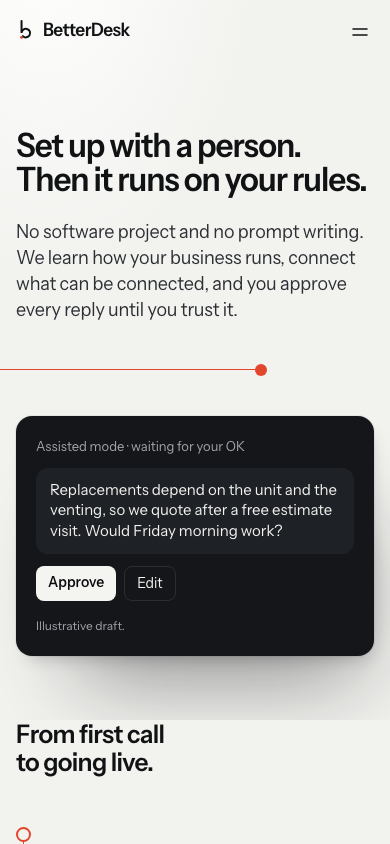 BetterDesk
Set up with a person.
Then it runs on your rules.
No software project and no prompt writing.
We learn how your business runs, connect
what can be connected, and you approve
every reply until you trust it.
Assisted mode · waiting for your OK
Replacements depend on the unit and the
venting, so we quote after a free estimate
visit. Would Friday morning work?
Approve
Edit
Illustrative draft.
From first call
to going live.